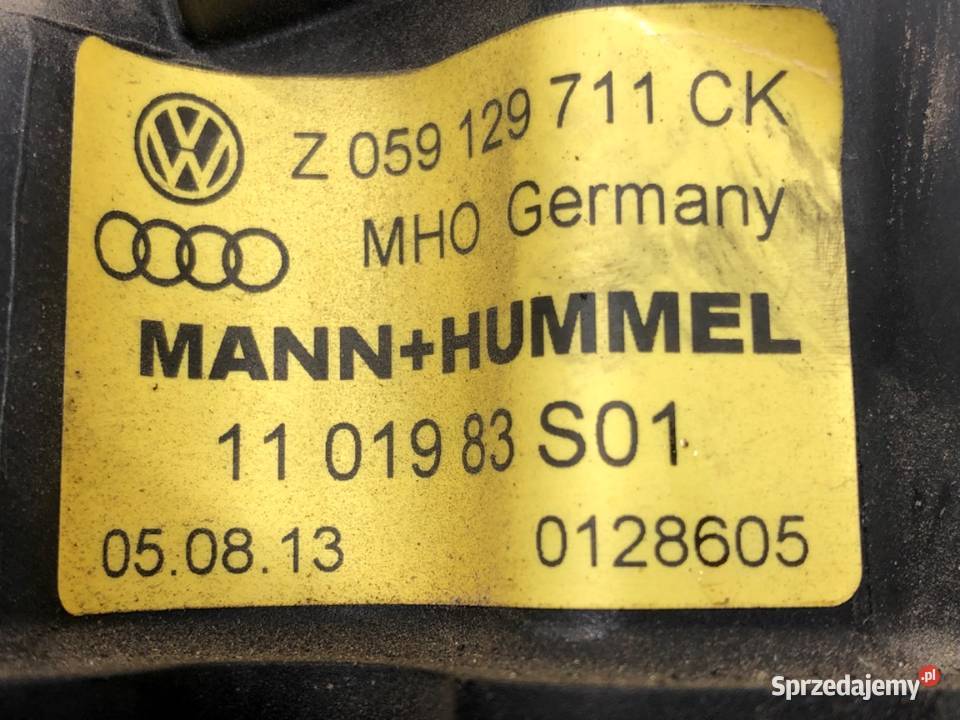 Z 059 129 711 CK
MHO Germany
MANN+HUMMEL
11 019 83 S01
05.08.13 0128605
Sprzedajemy.pl